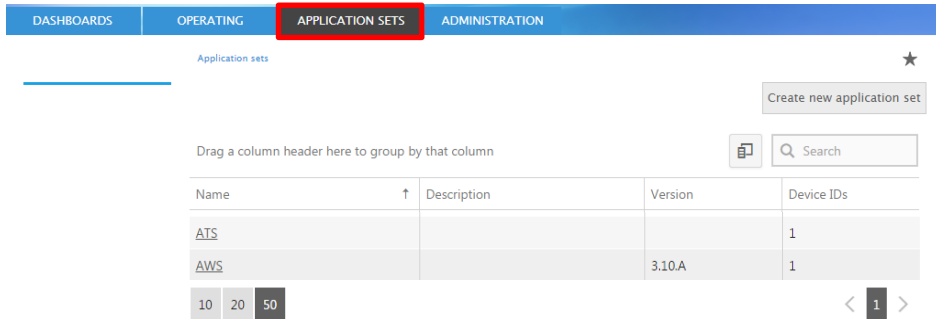 DASHBOARDS OPERATING APPLICATION SETS ADMINISTRATION
Application sets
Create new application set
Drag a column header here to group by that column Search
Name ↑ Description Version Device IDs
ATS 1
AWS 3.10.A 1
10 20 50 < 1 >